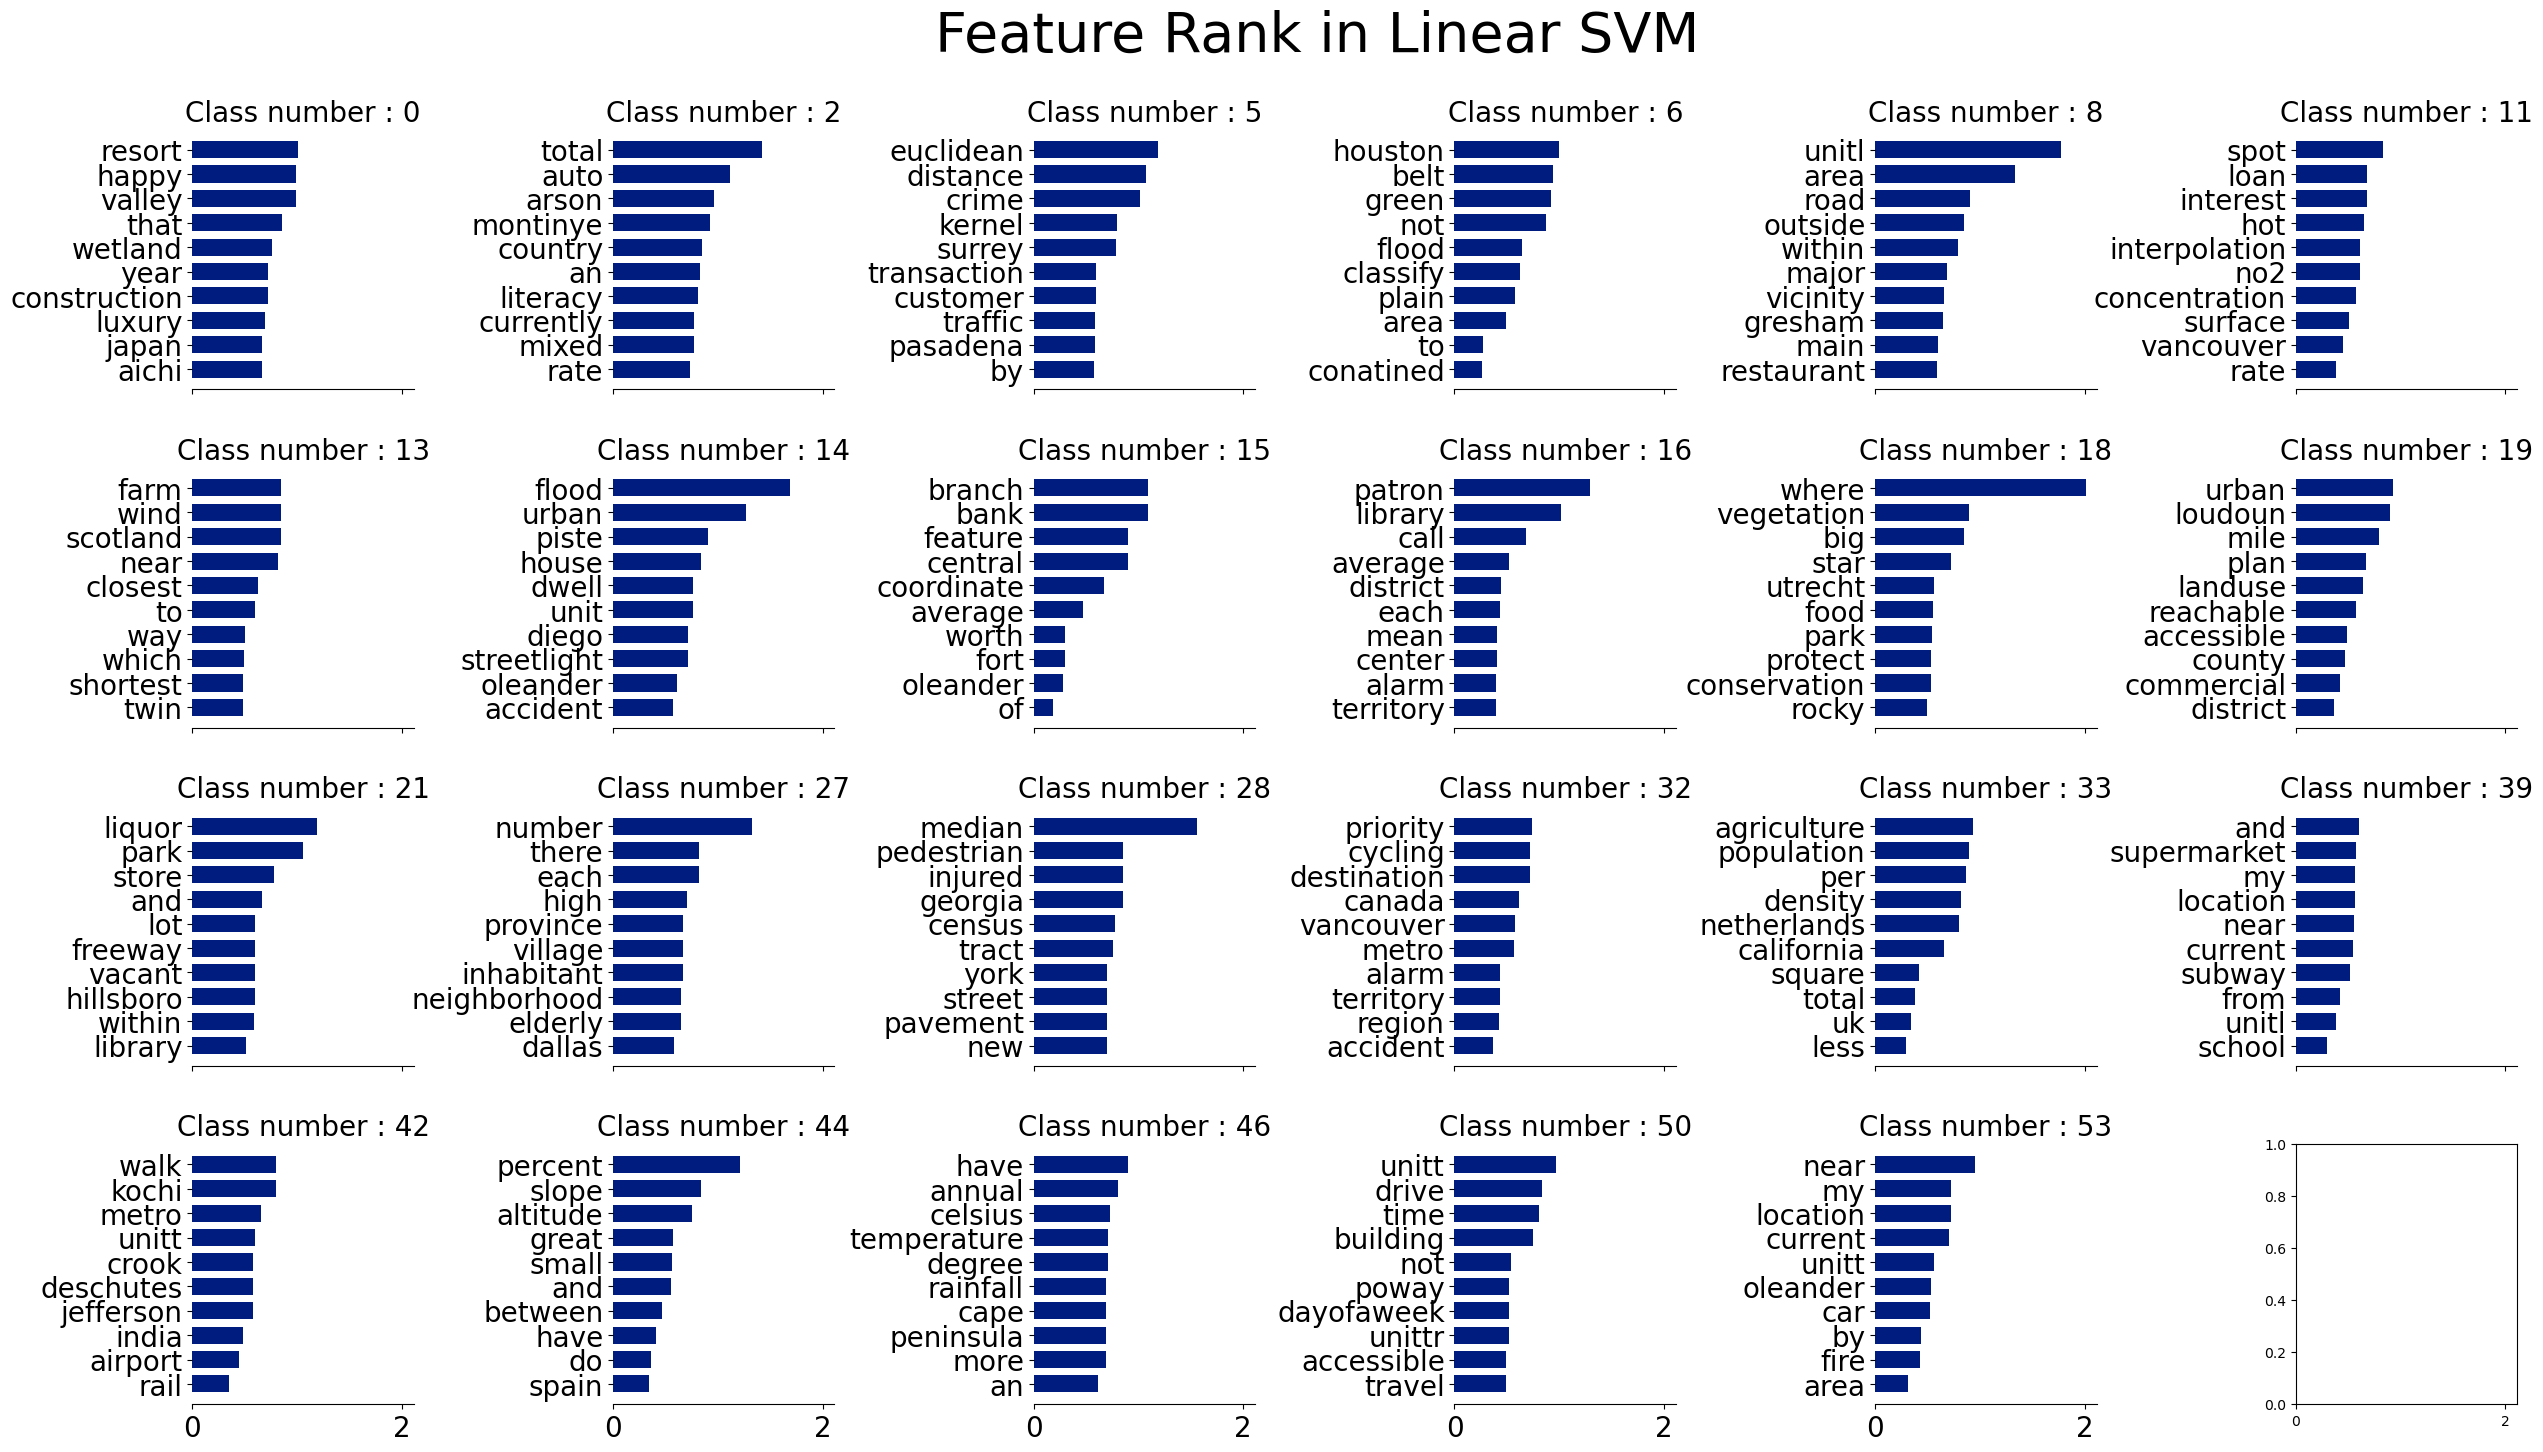 Feature Rank in Linear SVM
Class number : 0
resort
happy
valley
that
wetland
year
construction
luxury
japan
aichi
Class number : 2
total
auto
arson
montinye
country
an
literacy
currently
mixed
rate
Class number : 5
euclidean
distance
crime
kernel
surrey
transaction
customer
traffic
pasadena
by
Class number : 6
houston
belt
green
not
flood
classify
plain
area
to
conatined
Class number : 8
unitl
area
road
outside
within
major
vicinity
gresham
main
restaurant
Class number : 11
spot
loan
interest
hot
interpolation
no2
concentration
surface
vancouver
rate
Class number : 13
farm
wind
scotland
near
closest
to
way
which
shortest
twin
Class number : 14
flood
urban
piste
house
dwell
unit
diego
streetlight
oleander
accident
Class number : 15
branch
bank
feature
central
coordinate
average
worth
fort
oleander
of
Class number : 16
patron
library
call
average
district
each
mean
center
alarm
territory
Class number : 18
where
vegetation
big
star
utrecht
food
park
protect
conservation
rocky
Class number : 19
urban
loudoun
mile
plan
landuse
reachable
accessible
county
commercial
district
Class number : 21
liquor
park
store
and
lot
freeway
vacant
hillsboro
within
library
Class number : 27
number
there
each
high
province
village
inhabitant
neighborhood
elderly
dallas
Class number : 28
median
pedestrian
injured
georgia
census
tract
york
street
pavement
new
Class number : 32
priority
cycling
destination
canada
vancouver
metro
alarm
territory
region
accident
Class number : 33
agriculture
population
per
density
netherlands
california
square
total
uk
less
Class number : 39
and
supermarket
my
location
near
current
subway
from
unitl
school
Class number : 42
walk
kochi
metro
unitt
crook
deschutes
jefferson
india
airport
rail
0 2
Class number : 44
percent
slope
altitude
great
small
and
between
have
do
spain
0 2
Class number : 46
have
annual
celsius
temperature
degree
rainfall
cape
peninsula
more
an
0 2
Class number : 50
unitt
drive
time
building
not
poway
dayofaweek
unittr
accessible
travel
0 2
Class number : 53
near
my
location
current
unitt
oleander
car
by
fire
area
0 2
1.0
0.8
0.6
0.4
0.2
0.0
0 2